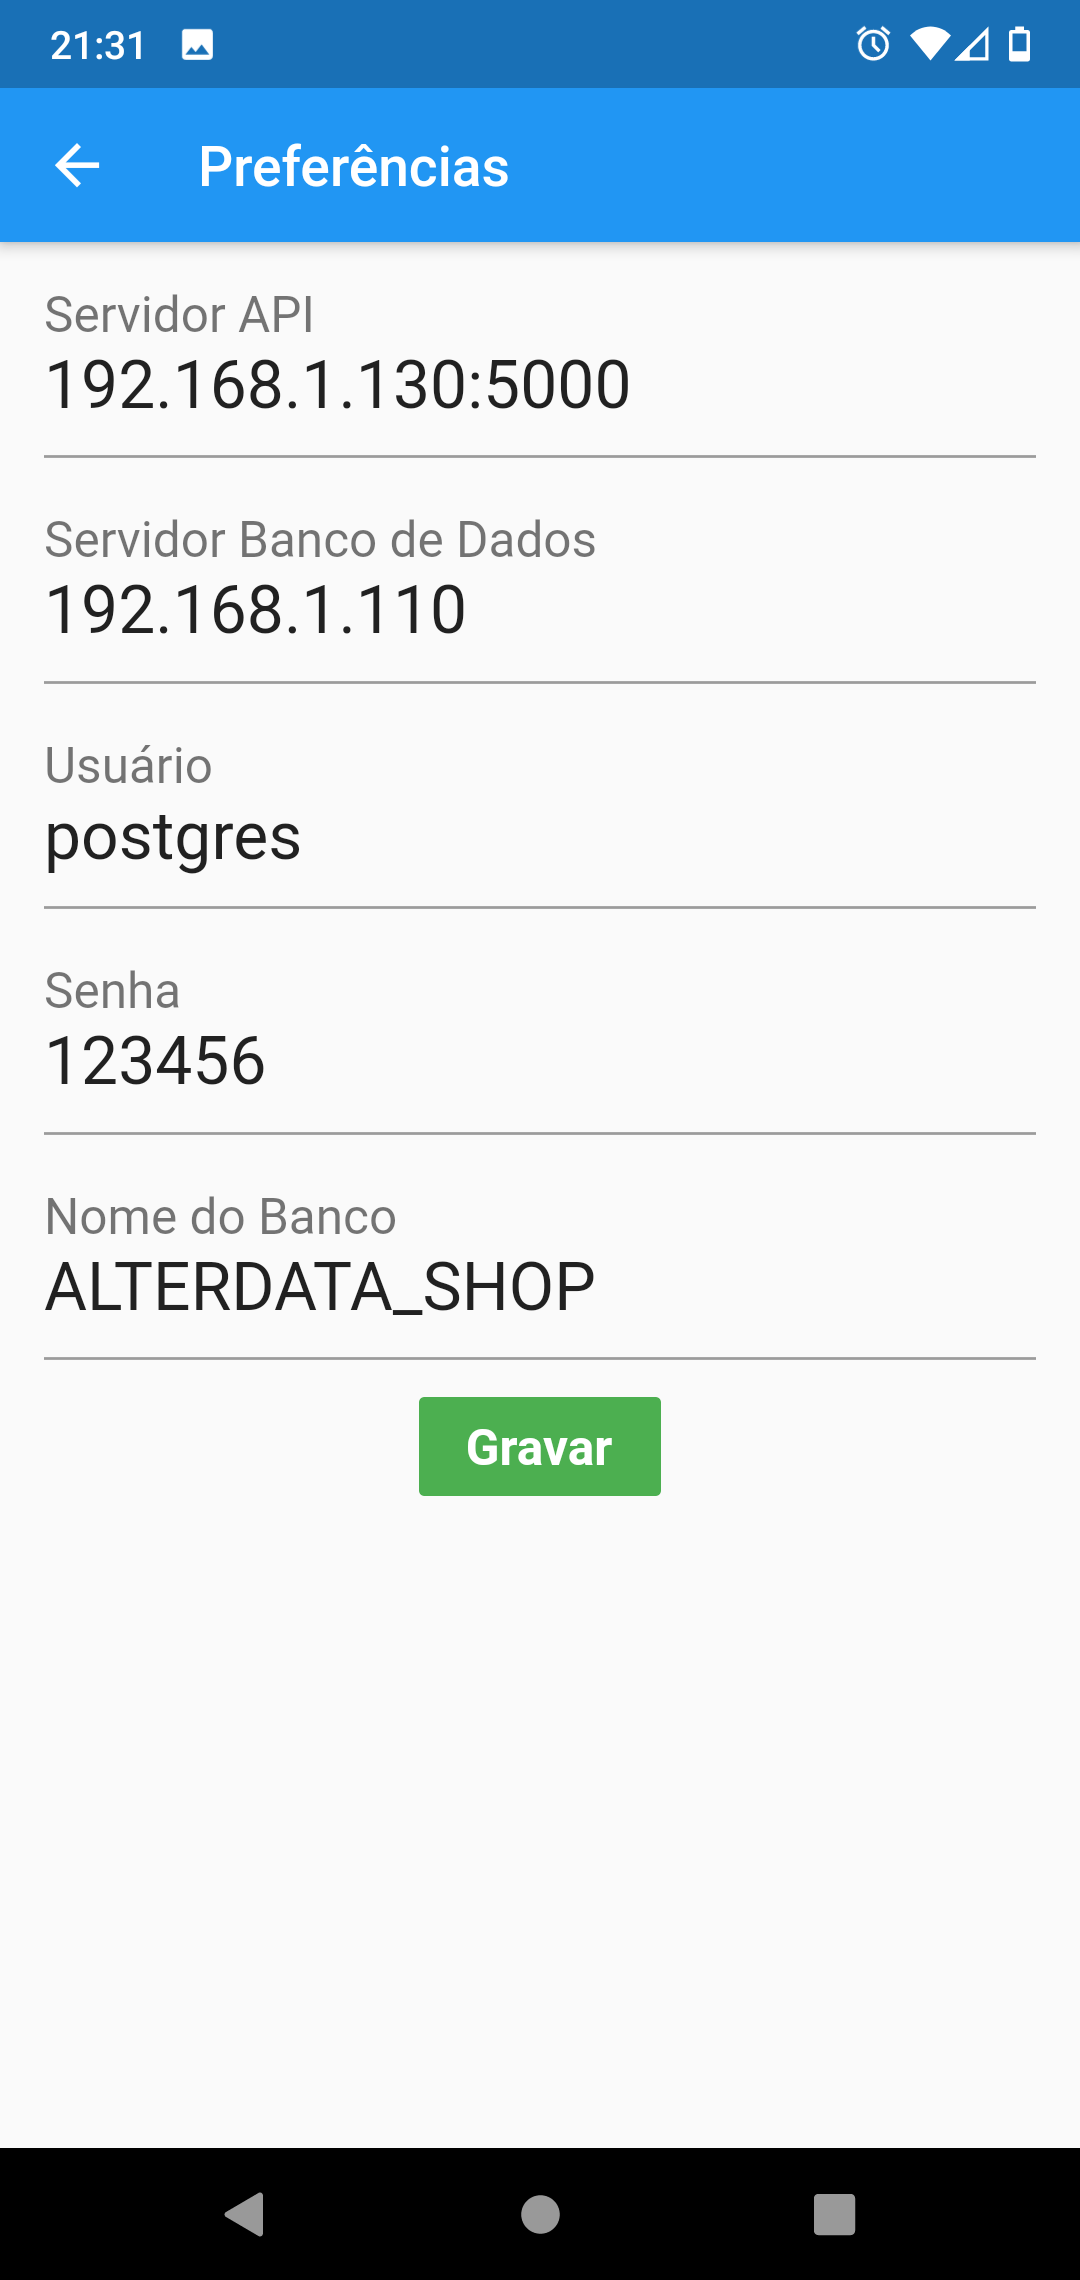 21:31
Preferências
Servidor API
192.168.1.130:5000
Servidor Banco de Dados
192.168.1.110
Usuário
postgres
Senha
123456
Nome do Banco
ALTERDATA_SHOP
Gravar